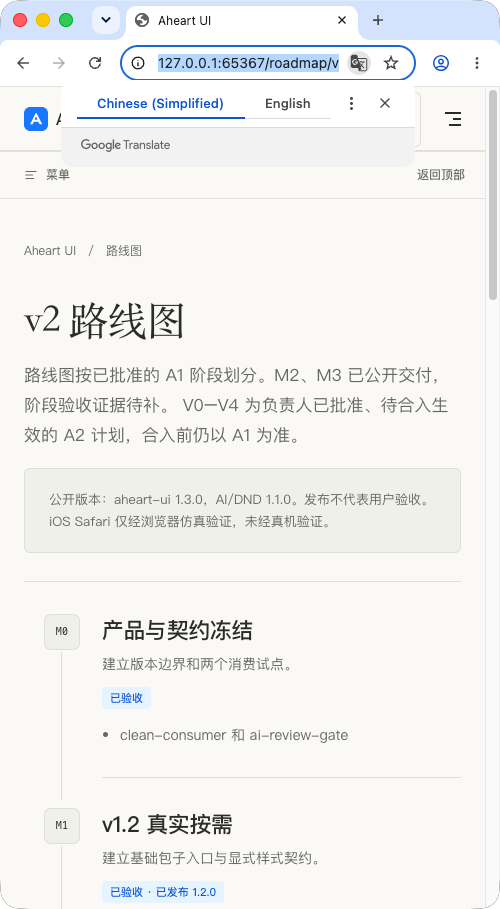 Aheart UI
127.0.0.1:65367/roadmap/v
Chinese (Simplified)
English
Google Translate
A
菜单
返回顶部
Aheart UI / 路线图
v2 路线图
路线图按已批准的 A1 阶段划分。M2、M3 已公开交付，
阶段验收证据待补。 V0—V4 为负责人已批准、待合入生
效的 A2 计划，合入前仍以 A1 为准。
公开版本：aheart-ui 1.3.0，AI/DND 1.1.0。发布不代表用户验收。
iOS Safari 仅经浏览器仿真验证，未经真机验证。
M0
产品与契约冻结
建立版本边界和两个消费试点。
已验收
• clean-consumer 和 ai-review-gate
M1
v1.2 真实按需
建立基础包子入口与显式样式契约。
已验收 · 已发布 1.2.0